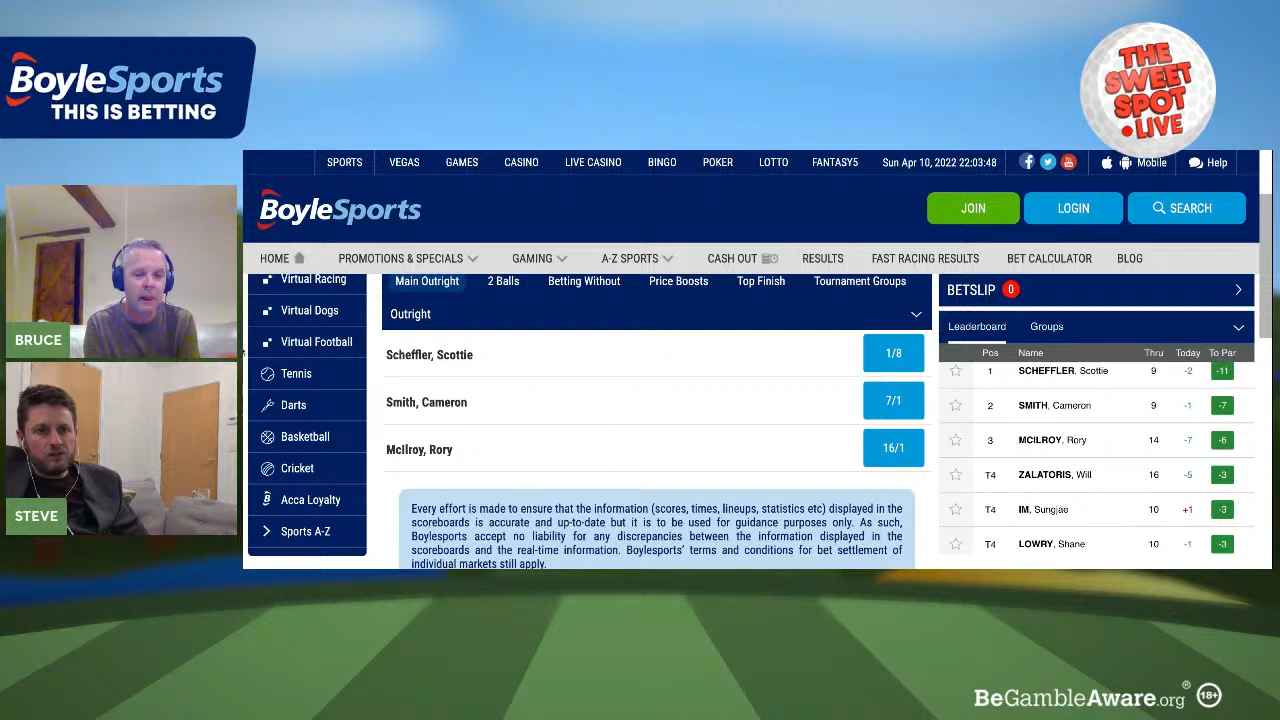 BoyleSports
THIS IS BETTING
THE
SWEET
SPOT
LIVE
SPORTS VEGAS GAMES CASINO LIVE CASINO BINGO POKER LOTTO FANTASY5 Sun Apr 10, 2022 22:03:48 Mobile Help
BoyleSports
JOIN LOGIN SEARCH
HOME PROMOTIONS & SPECIALS GAMING A-Z SPORTS CASH OUT RESULTS FAST RACING RESULTS BET CALCULATOR BLOG
Virtual Racing
Virtual Dogs
Virtual Football
Tennis
Darts
Basketball
Cricket
Acca Loyalty
Sports A-Z
Main Outright 2 Balls Betting Without Price Boosts Top Finish Tournament Groups
Outright
Scheffler, Scottie 1/8
Smith, Cameron 7/1
McIlroy, Rory 16/1
Every effort is made to ensure that the information (scores, times, lineups, statistics etc) displayed in the
scoreboards is accurate and up-to-date but it is to be used for guidance purposes only. As such,
Boylesports accept no liability for any discrepancies between the information displayed in the
scoreboards and the real-time information. Boylesports' terms and conditions for bet settlement of
individual markets still apply.
BETSLIP 0
Leaderboard Groups
Pos Name Thru Today To Par
1 SCHEFFLER, Scottie 9 -2 -11
2 SMITH, Cameron 9 -1 -7
3 MCILROY, Rory 14 -7 -6
T4 ZALATORIS, Will 16 -5 -3
T4 IM, Sungjae 10 +1 -3
T4 LOWRY, Shane 10 -1 -3
BRUCE
STEVE
BeGambleAware.org® 18+